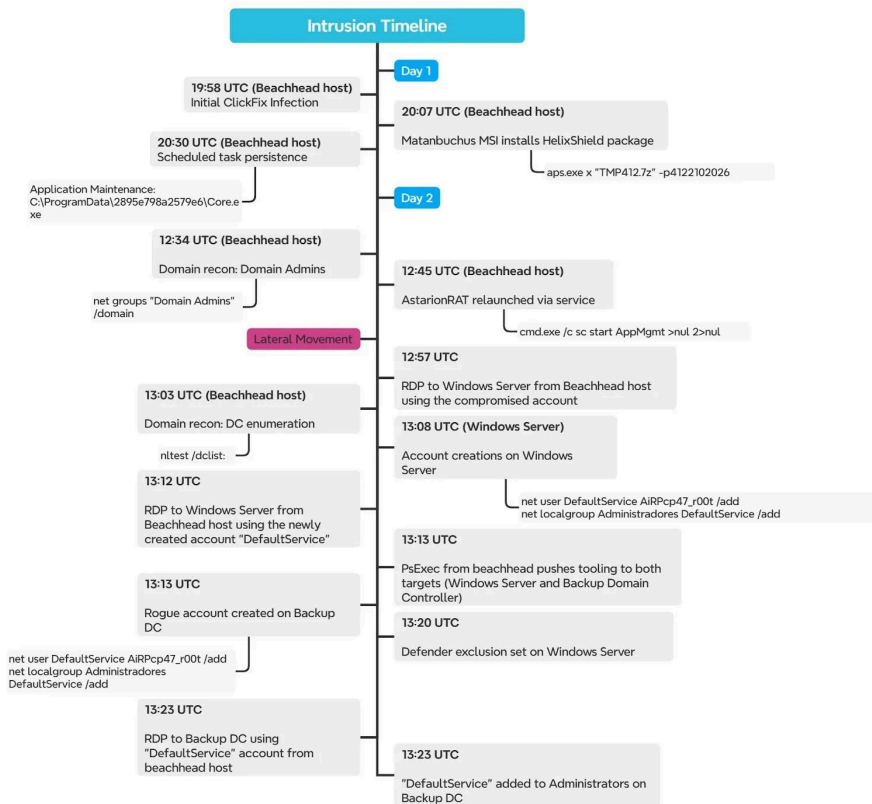 Intrusion Timeline
Day 1
19:58 UTC (Beachhead host)
Initial ClickFix Infection
20:07 UTC (Beachhead host)
Matanbuchus MSI installs HelixShield package
aps.exe x "TMP412.7z" -p4122102026
20:30 UTC (Beachhead host)
Scheduled task persistence
Application Maintenance:
C:\ProgramData\2895e798a2579e6\Core.e
xe
Day 2
12:34 UTC (Beachhead host)
Domain recon: Domain Admins
net groups "Domain Admins"
/domain
12:45 UTC (Beachhead host)
AstarionRAT relaunched via service
cmd.exe /c sc start AppMgmt >nul 2>nul
Lateral Movement
12:57 UTC
RDP to Windows Server from Beachhead host
using the compromised account
13:03 UTC (Beachhead host)
Domain recon: DC enumeration
nltest /dclist:
13:08 UTC (Windows Server)
Account creations on Windows
Server
net user DefaultService AiRPcp47_r00t /add
net localgroup Administradores DefaultService /add
13:12 UTC
RDP to Windows Server from
Beachhead host using the newly
created account "DefaultService"
13:13 UTC
PsExec from beachhead pushes tooling to both
targets (Windows Server and Backup Domain
Controller)
13:13 UTC
Rogue account created on Backup
DC
net user DefaultService AiRPcp47_r00t /add
net localgroup Administradores
DefaultService /add
13:20 UTC
Defender exclusion set on Windows Server
13:23 UTC
RDP to Backup DC using
"DefaultService" account from
beachhead host
13:23 UTC
"DefaultService" added to Administrators on
Backup DC